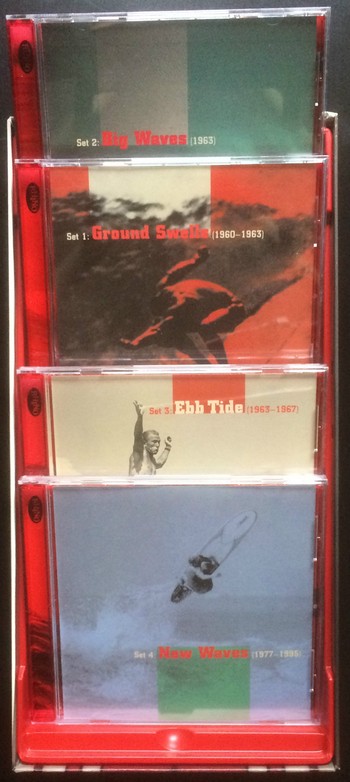 Set 2: Big Waves (1963)
Set 1: Ground Swells (1960–1963)
Set 3: Ebb Tide (1963–1967)
Set 4: New Waves (1977–1995)